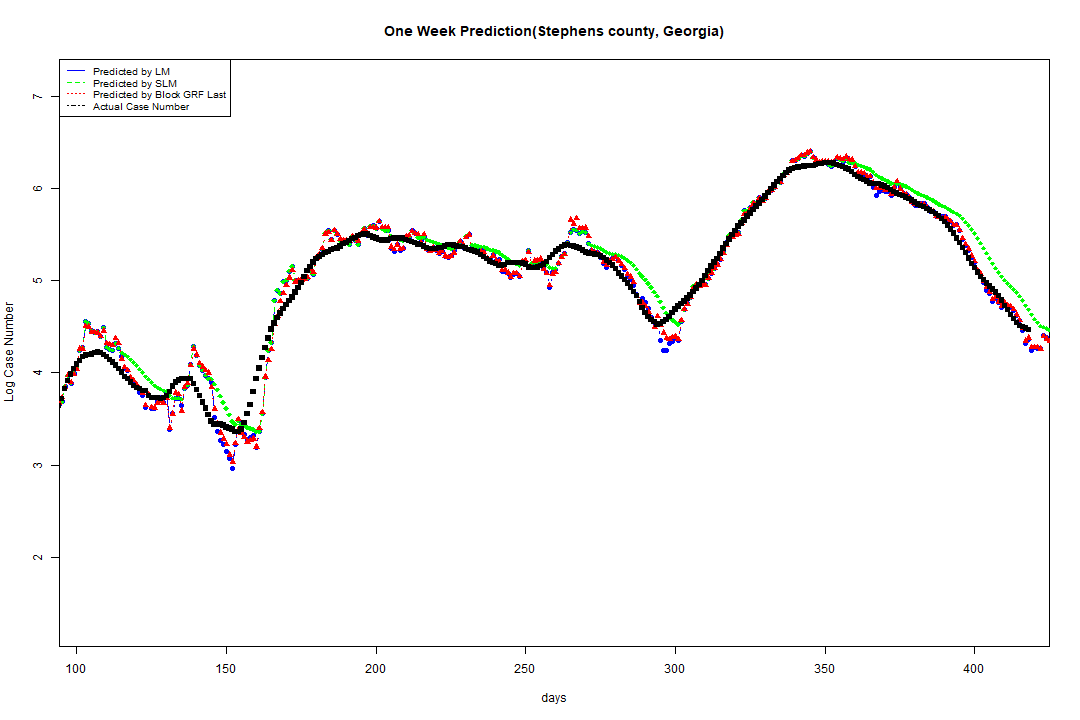 One Week Prediction(Stephens county, Georgia)
Predicted by LM
Predicted by SLM
Predicted by Block GRF Last
Actual Case Number
7
6
5
4
3
2
Log Case Number
100 150 200 250 300 350 400
days